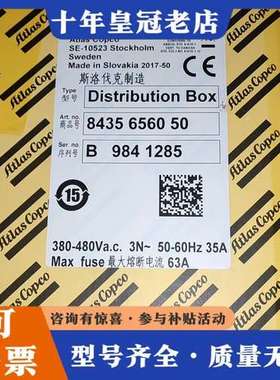 十年皇冠老店
Atlas Copco
SE-10523 Stockholm
Sweden
Made in Slovakia 2017-50
斯洛伐克制造
Type
型号
Distribution Box
Art.no
商品号
8435 6560 50
Ser.no
序列号
B 984 1285
15
380-480Va.c. 3N~ 50-60Hz 35A
Max fuse 最大熔断电流 63A
Atlas Copco
Atlas Copco
咨询有惊喜·参与补贴活动
票
型号齐全·质量保证